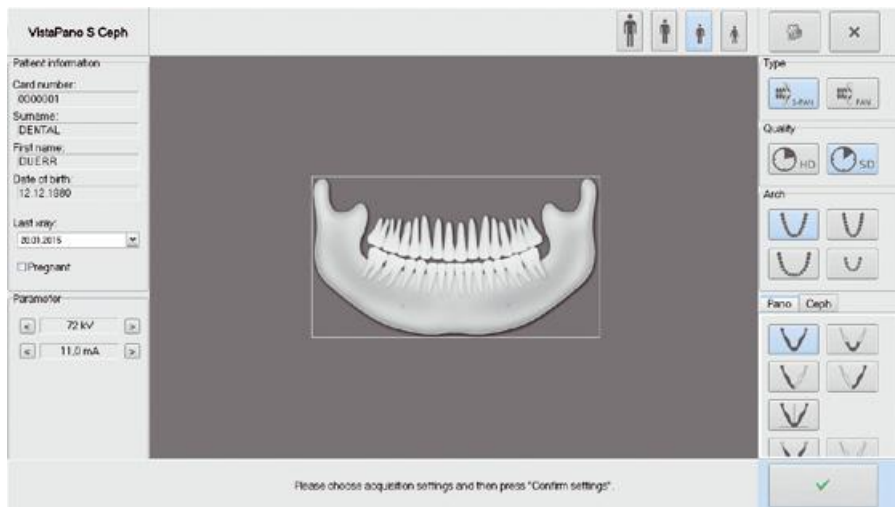 VistaPano S Ceph
Patient information
Card number:
0000001
Surname:
DENTAL
First name:
DUERR
Date of birth:
12.12.1980
Last xray:
20.01.2015
Pregnant
Parameter
< 72 kV >
< 11,0 mA >
Type
S-PAN
PAN
Quality
HD
SD
Arch
Pano Ceph
Please choose acquisition settings and then press "Confirm settings".